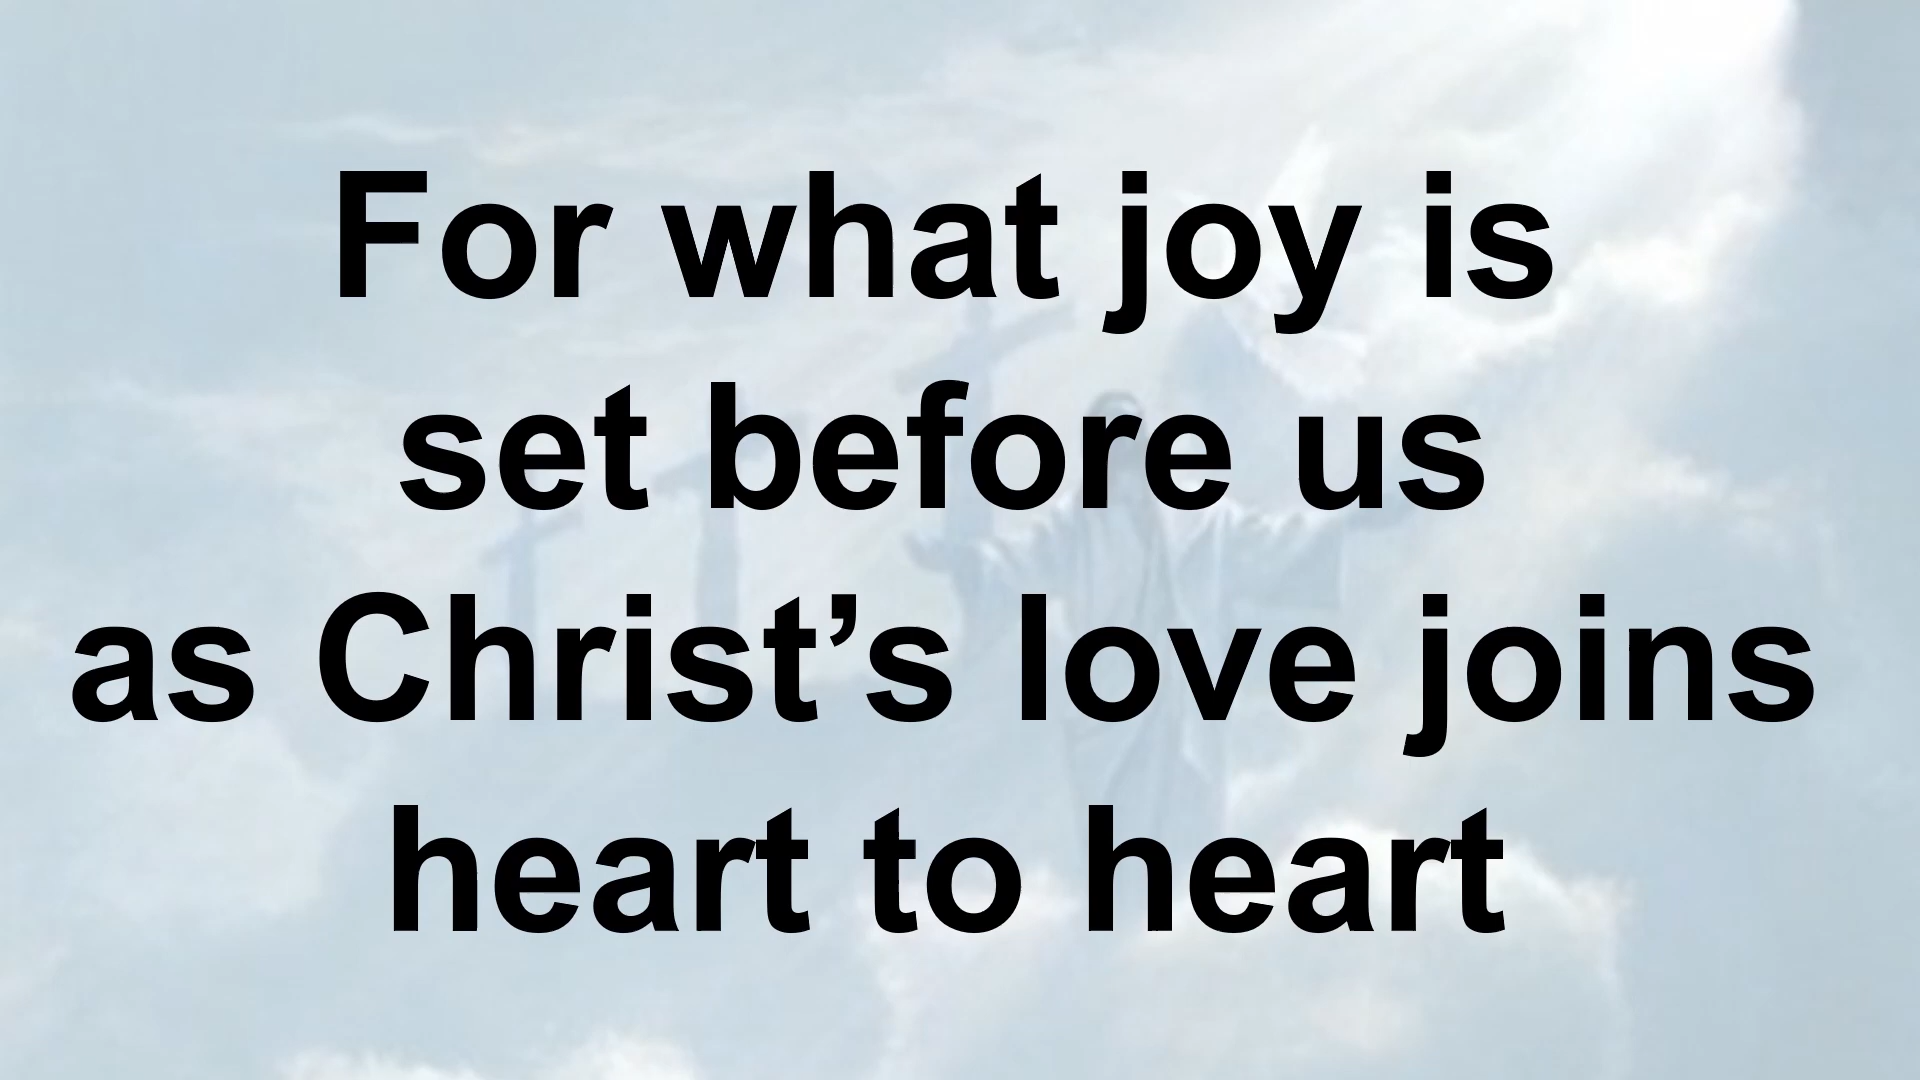 For what joy is
set before us
as Christ’s love joins
heart to heart